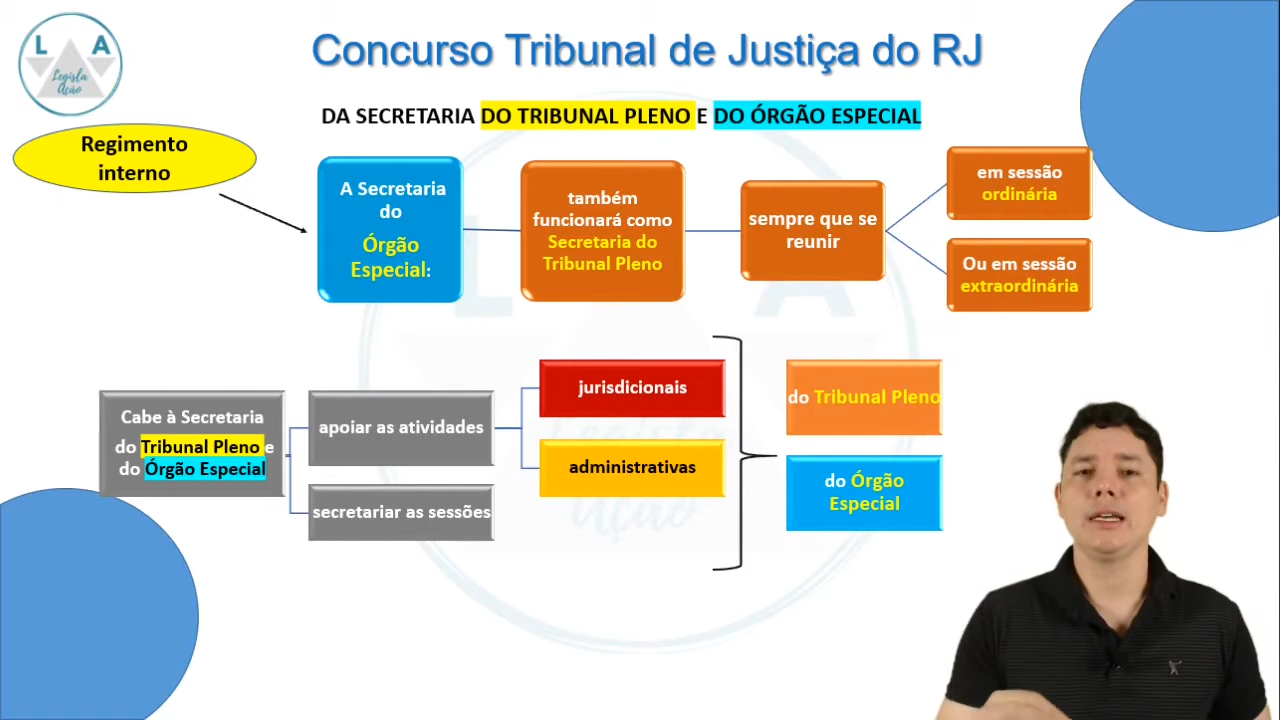 L A
Legisla
Ação
Concurso Tribunal de Justiça do RJ
DA SECRETARIA DO TRIBUNAL PLENO E DO ÓRGÃO ESPECIAL
Regimento
interno
A Secretaria
do
Órgão
Especial:
também
funcionará como
Secretaria do
Tribunal Pleno
sempre que se
reunir
em sessão
ordinária
Ou em sessão
extraordinária
Cabe à Secretaria
do Tribunal Pleno e
do Órgão Especial
apoiar as atividades
secretariar as sessões
jurisdicionais
administrativas
do Tribunal Pleno
do Órgão
Especial
L A
Legisla
Ação